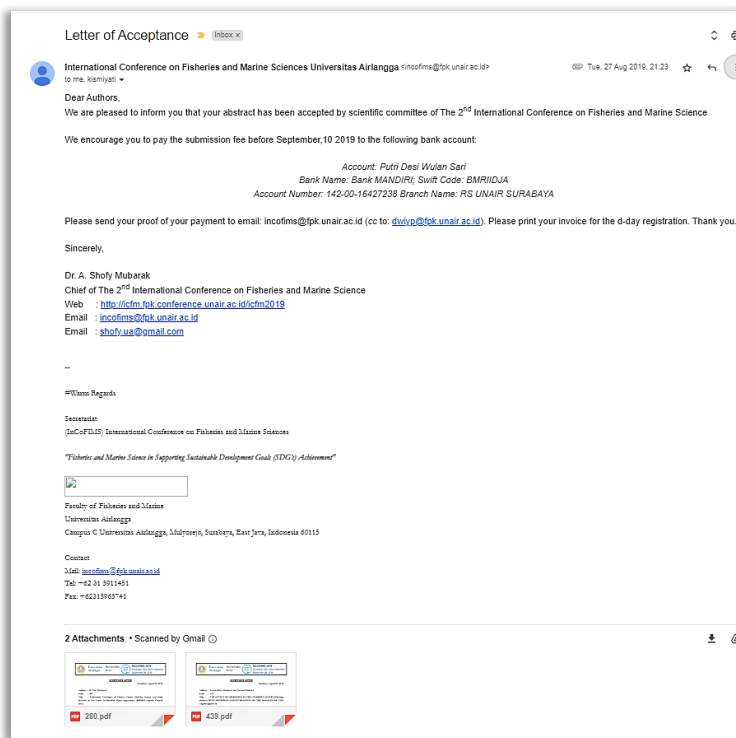 Letter of Acceptance Inbox x
International Conference on Fisheries and Marine Sciences Universitas Airlangga <incofims@fpk.unair.ac.id> Tue, 27 Aug 2019, 21:23
to me, kismiyati
Dear Authors,
We are pleased to inform you that your abstract has been accepted by scientific committee of The 2nd International Conference on Fisheries and Marine Science
We encourage you to pay the submission fee before September,10 2019 to the following bank account:
Account: Putri Desi Wulan Sari
Bank Name: Bank MANDIRI; Swift Code: BMRIIDJA
Account Number: 142-00-16427238 Branch Name: RS UNAIR SURABAYA
Please send your proof of your payment to email: incofims@fpk.unair.ac.id (cc to: dwiyp@fpk.unair.ac.id). Please print your invoice for the d-day registration. Thank you.
Sincerely,
Dr. A. Shofy Mubarak
Chief of The 2nd International Conference on Fisheries and Marine Science
Web : http://icfm.fpk.conference.unair.ac.id/icfm2019
Email : incofims@fpk.unair.ac.id
Email : shofy.ua@gmail.com
--
#Warm Regards
Secretariat
(InCoFIMS) International Conference on Fisheries and Marine Sciences
"Fisheries and Marine Science in Supporting Sustainable Development Goals (SDG's) Achievement"
Faculty of Fisheries and Marine
Universitas Airlangga
Campus C Universitas Airlangga, Mulyorejo, Surabaya, East Java, Indonesia 60115
Contact
Mail: incofims@fpk.unair.ac.id
Tel: +62 31 5911451
Fax: +62315965741
2 Attachments • Scanned by Gmail
PDF 280.pdf
PDF 439.pdf